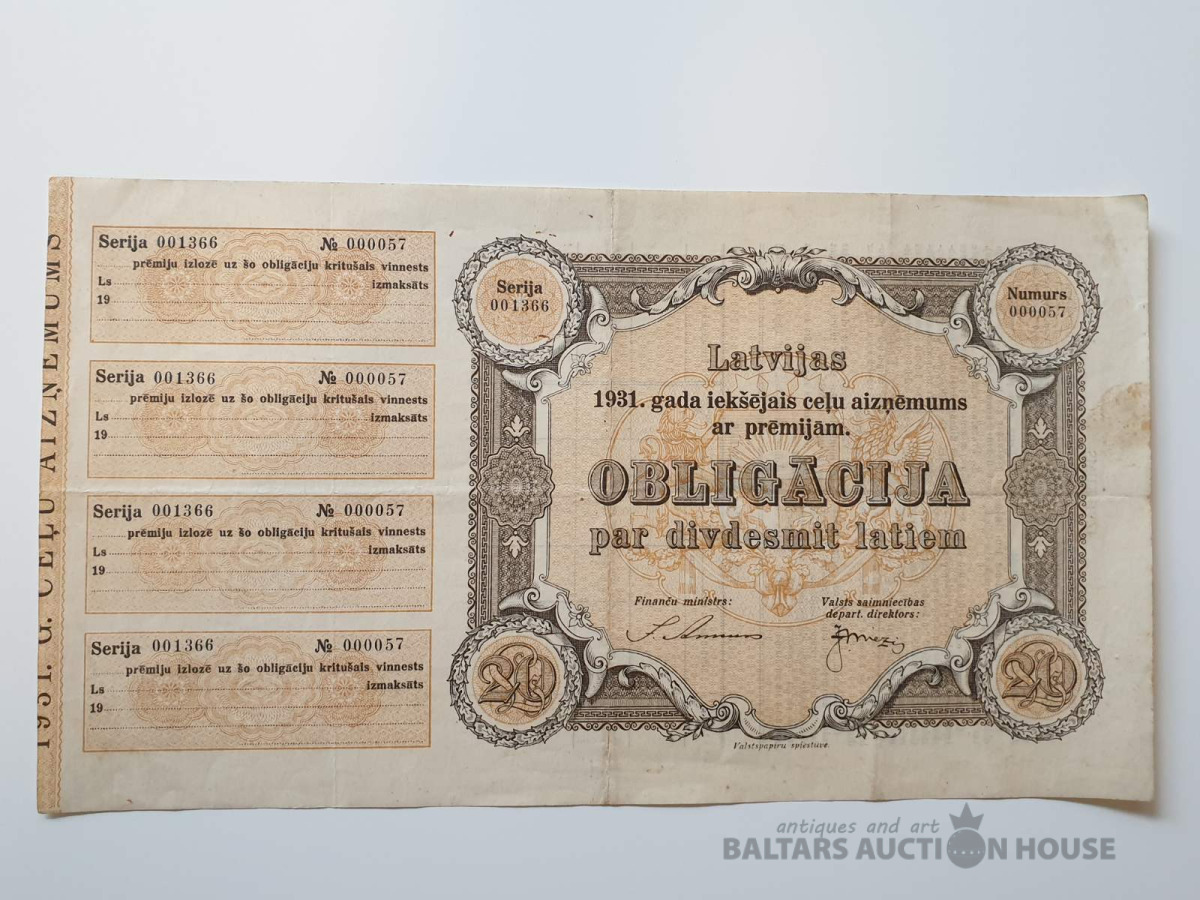 1931. G. CEĻU AIZŅEMUMS
Serija 001366 № 000057
prēmiju izlozē uz šo obligāciju kritušais vinnests
Ls izmaksāts
19
Serija 001366 № 000057
prēmiju izlozē uz šo obligāciju kritušais vinnests
Ls izmaksāts
19
Serija 001366 № 000057
prēmiju izlozē uz šo obligāciju kritušais vinnests
Ls izmaksāts
19
Serija 001366 № 000057
prēmiju izlozē uz šo obligāciju kritušais vinnests
Ls izmaksāts
19
Serija
001366
Numurs
000057
Latvijas
1931. gada iekšējais ceļu aizņēmums
ar prēmijām.
OBLIGĀCIJA
par divdesmit latiem
Finanču ministrs:
Valsts saimniecības
depart. direktors:
20
20
Valstspapīru spiestuve
antiques and art
BALTARS AUCTION HOUSE